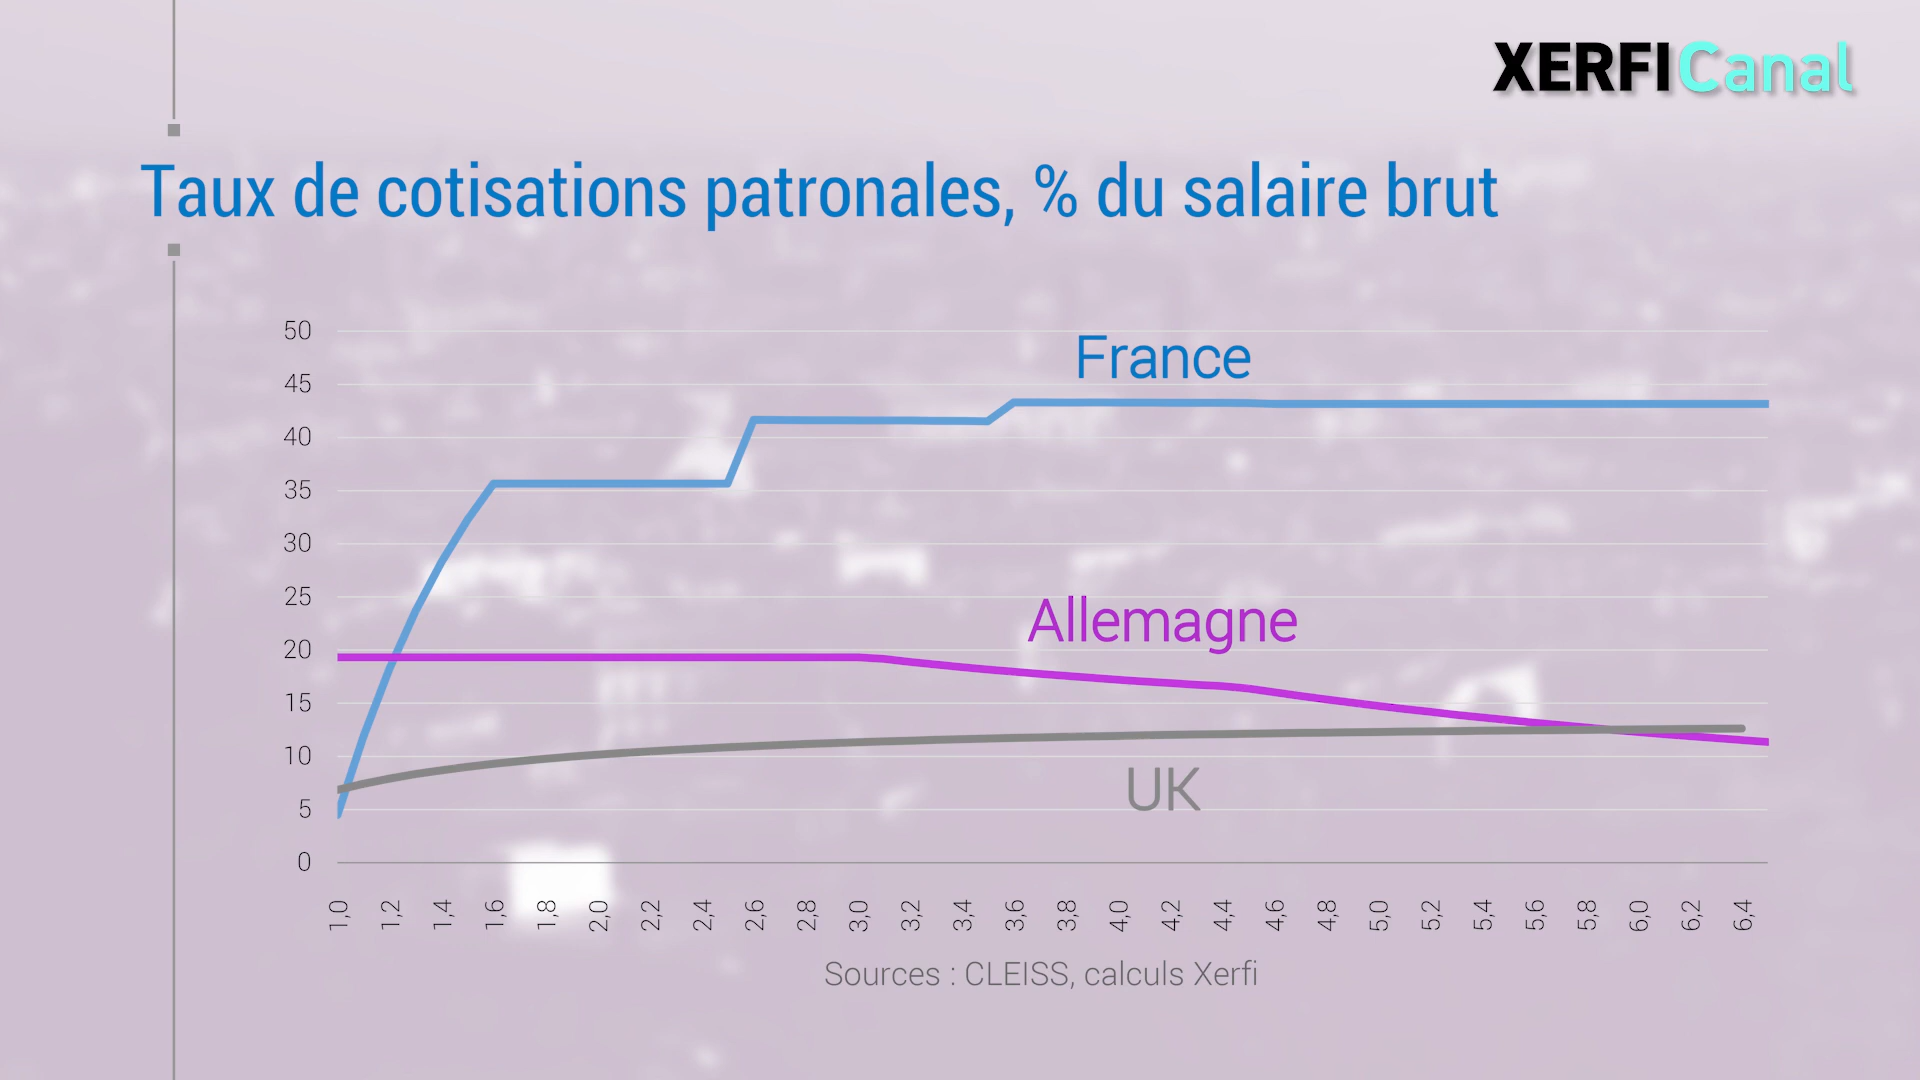 XERFI Canal
Taux de cotisations patronales, % du salaire brut
50
45
40
35
30
25
20
15
10
5
0
France
Allemagne
UK
1,0 1,2 1,4 1,6 1,8 2,0 2,2 2,4 2,6 2,8 3,0 3,2 3,4 3,6 3,8 4,0 4,2 4,4 4,6 4,8 5,0 5,2 5,4 5,6 5,8 6,0 6,2 6,4
Sources : CLEISS, calculs Xerfi